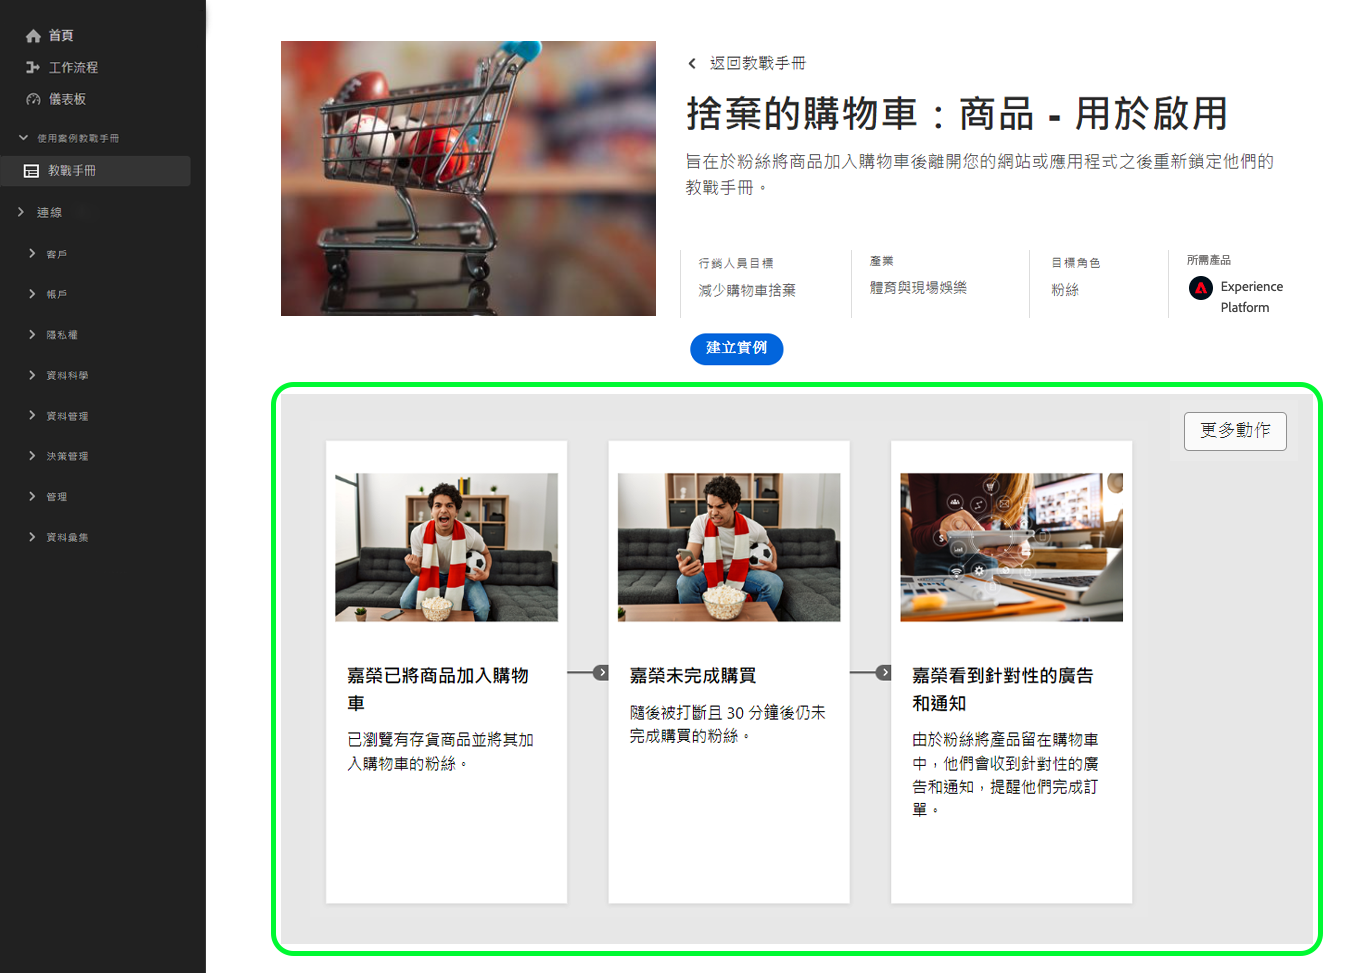 首頁
工作流程
儀表板
使用案例教戰手冊
教戰手冊
連線
客戶
帳戶
隱私權
資料科學
資料管理
決策管理
管理
資料彙集
返回教戰手冊
捨棄的購物車：商品 - 用於啟用
旨在於粉絲將商品加入購物車後離開您的網站或應用程式之後重新鎖定他們的
教戰手冊。
行銷人員目標
減少購物車捨棄
產業
體育與現場娛樂
目標角色
粉絲
所需產品
Experience
Platform
建立實例
更多動作
嘉榮已將商品加入購物
車
已瀏覽有存貨商品並將其加
入購物車的粉絲。
嘉榮未完成購買
隨後被打斷且 30 分鐘後仍未
完成購買的粉絲。
嘉榮看到針對性的廣告
和通知
由於粉絲將產品留在購物車
中，他們會收到針對性的廣
告和通知，提醒他們完成訂
單。